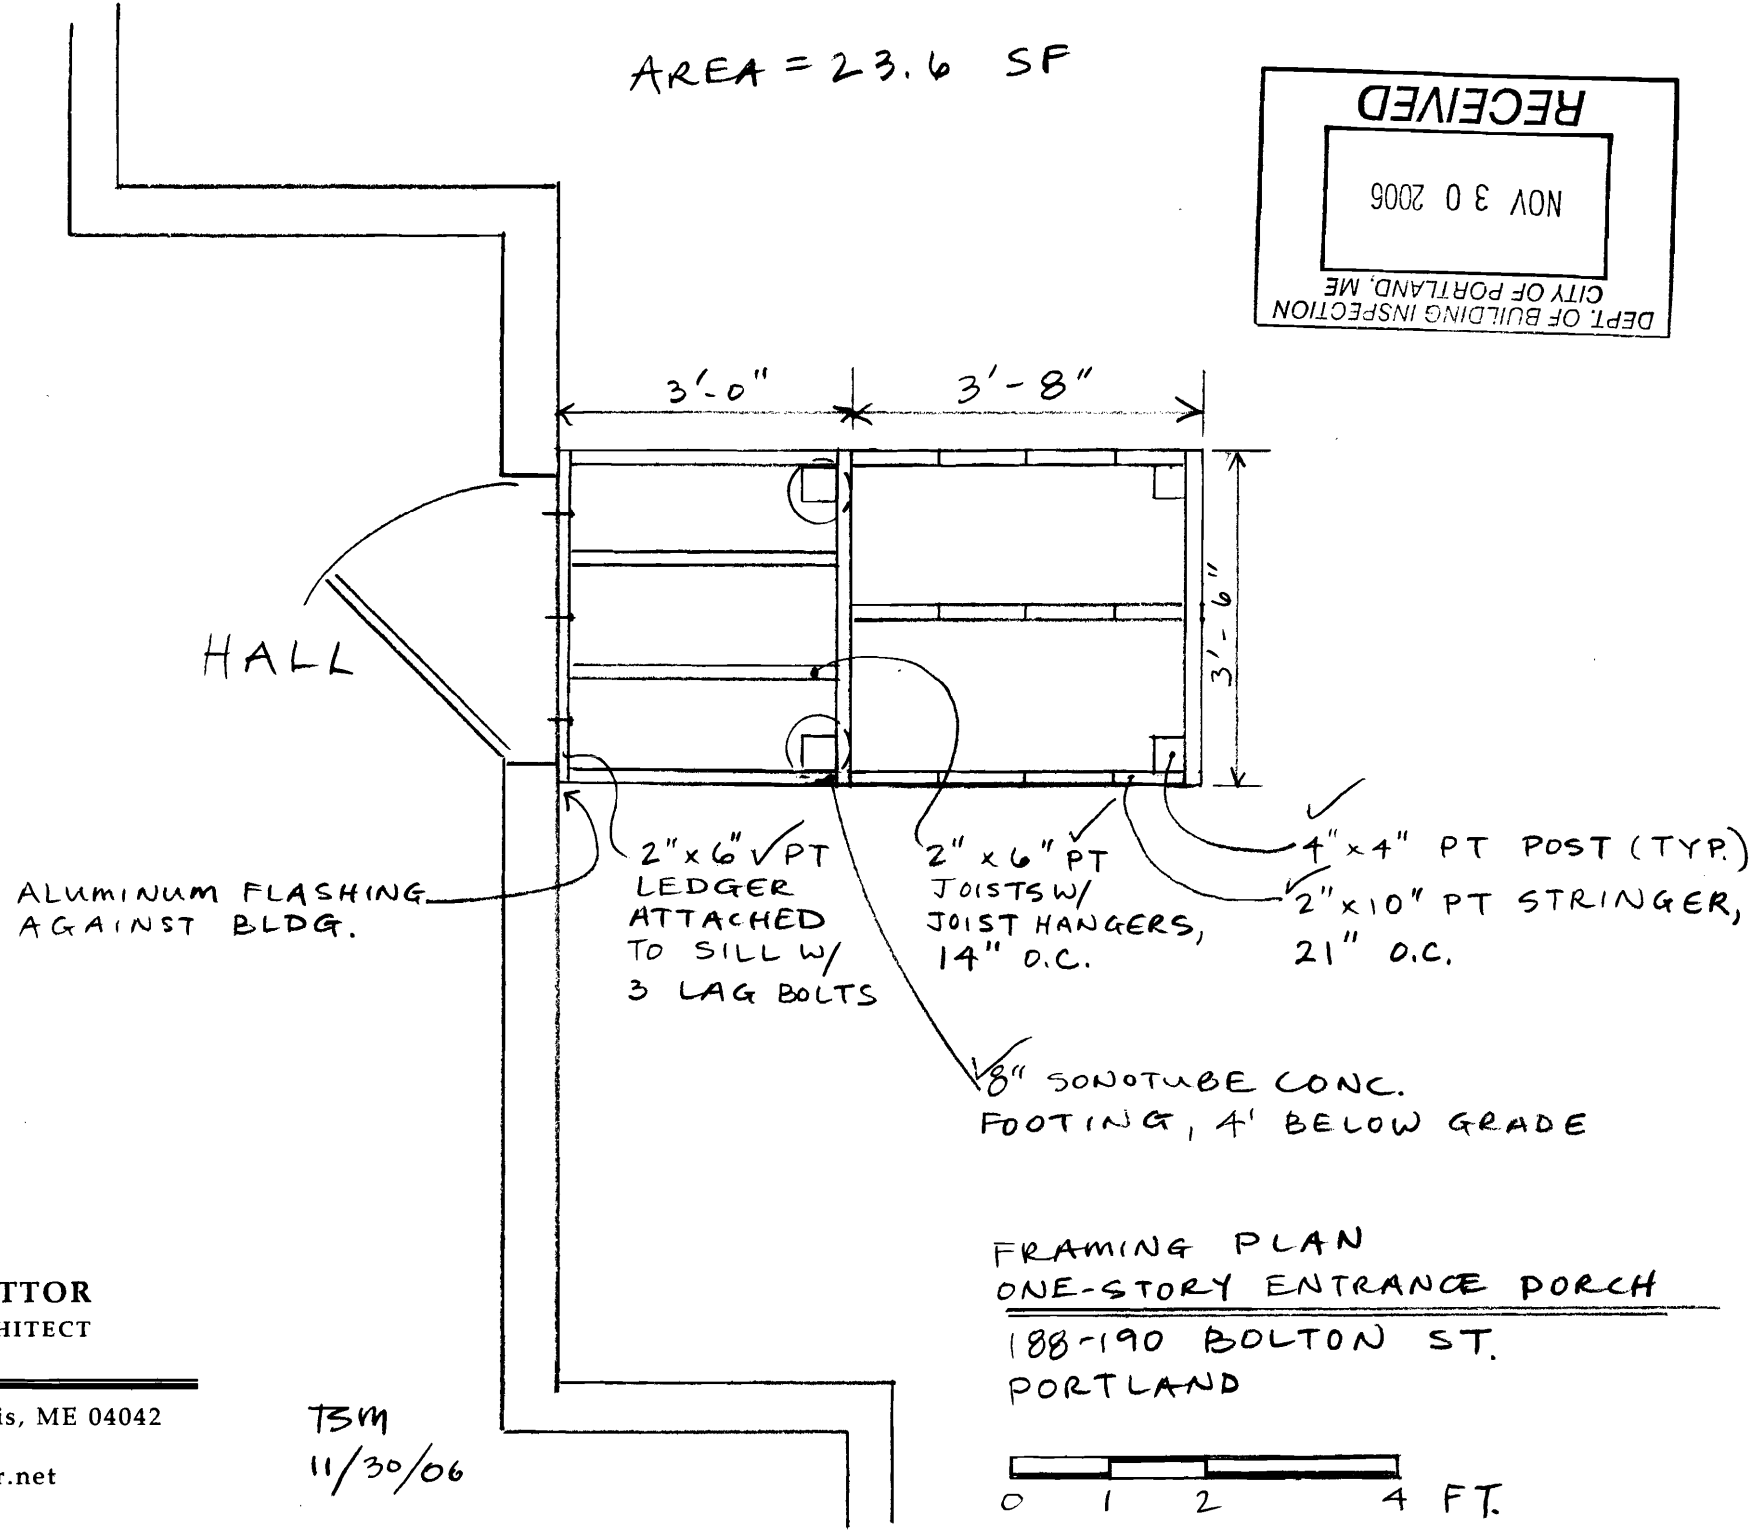 AREA = 23.6 SF
RECEIVED
NOV 30 2006
DEPT. OF BUILDING INSPECTION
CITY OF PORTLAND, ME
3'-0"
3'-8"
3'-6"
HALL
ALUMINUM FLASHING
AGAINST BLDG.
2" x 6" PT
LEDGER
ATTACHED
TO SILL W/
3 LAG BOLTS
2" x 6" PT
JOISTS W/
JOIST HANGERS,
14" O.C.
4" x 4" PT POST (TYP.)
2" x 10" PT STRINGER,
21" O.C.
8" SONOTUBE CONC.
FOOTING, 4' BELOW GRADE
FRAMING PLAN
ONE-STORY ENTRANCE PORCH
188-190 BOLTON ST.
PORTLAND
0 1 2 4 FT.
TTOR
HITECT
is, ME 04042
r.net
BM
11/30/06